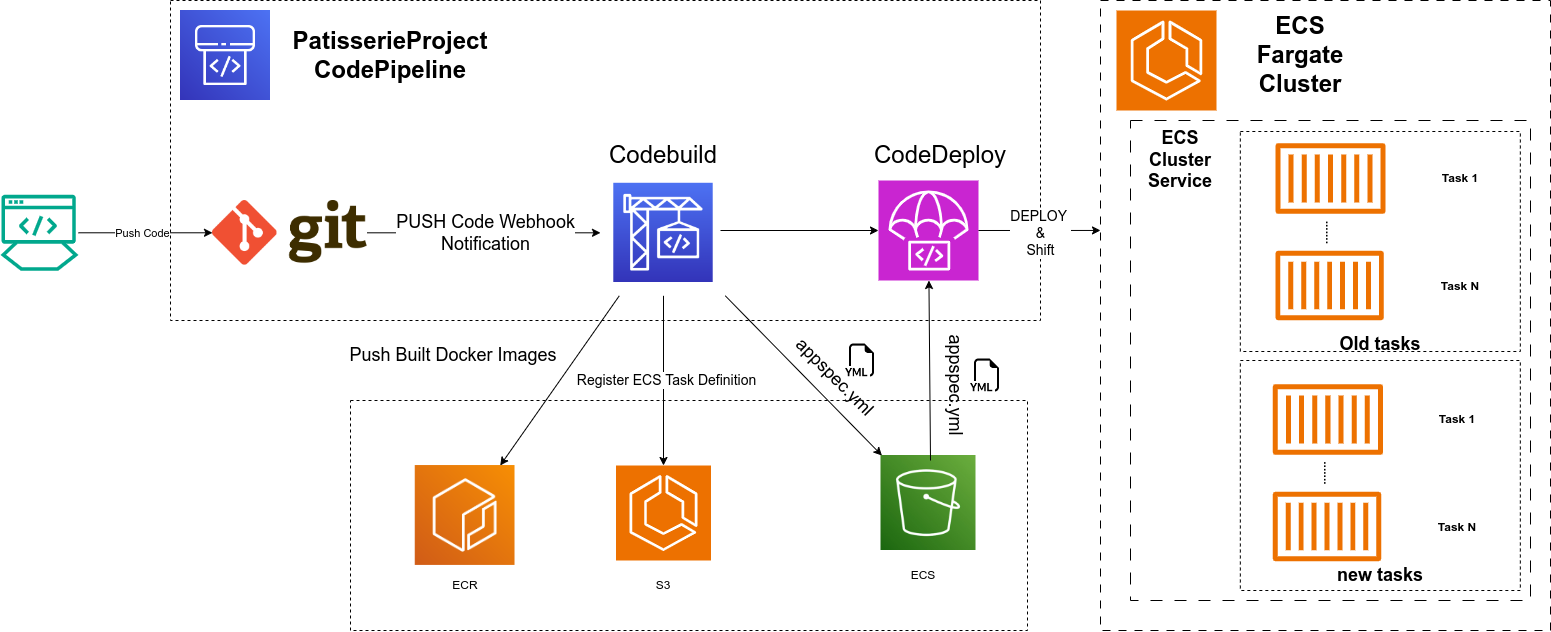 PatisserieProject
CodePipeline
ECS
Fargate
Cluster
Codebuild
CodeDeploy
ECS
Cluster
Service
Task 1
Task N
Old tasks
Push Code
git
PUSH Code Webhook
Notification
DEPLOY
&
Shift
Push Built Docker Images
Register ECS Task Definition
appspec.yml
YML
appspec.yml
YML
Task 1
Task N
new tasks
ECR
S3
ECS